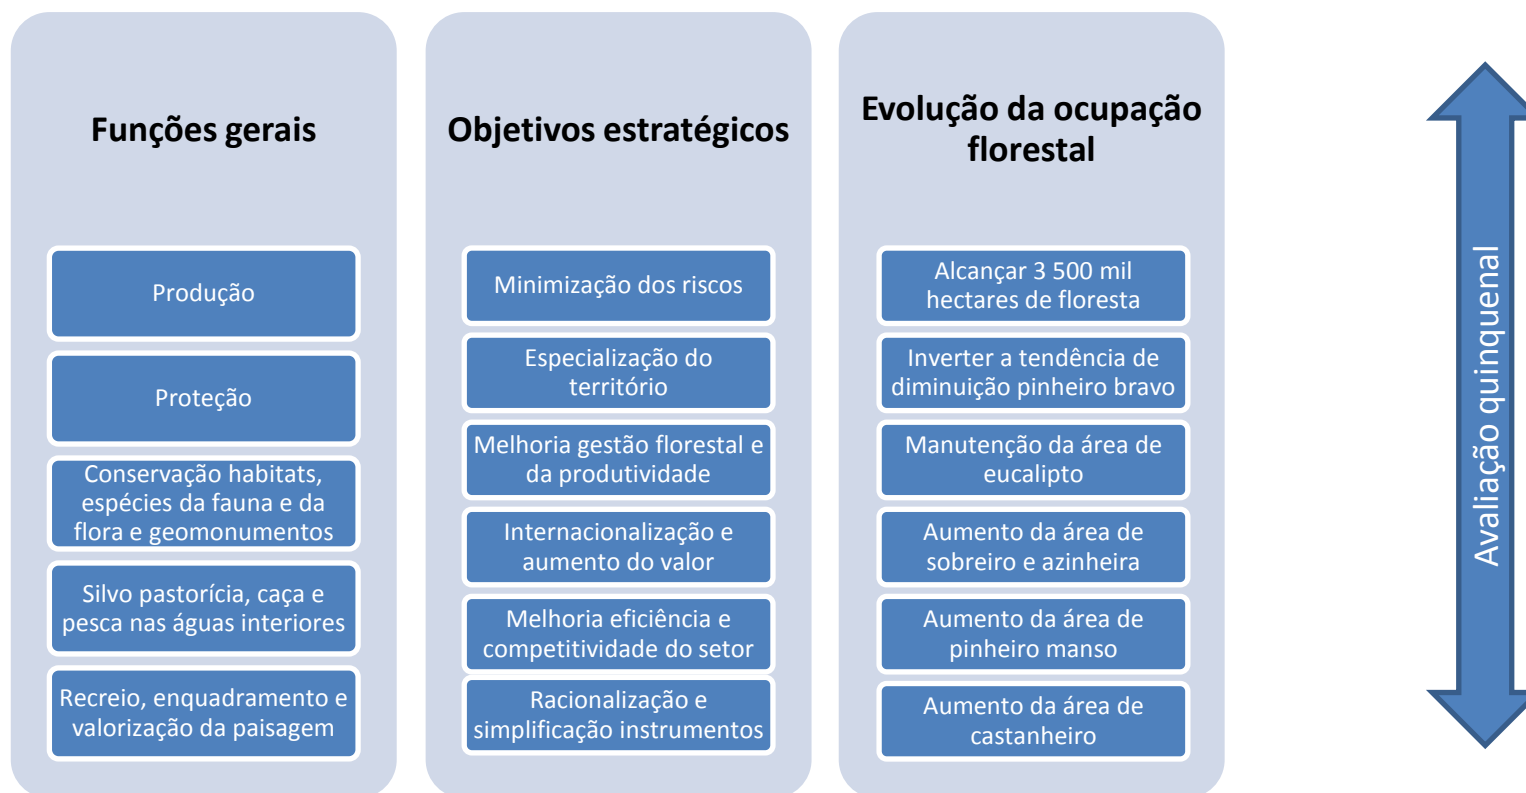 Funções gerais
Produção
Proteção
Conservação habitats,
espécies da fauna e da
flora e geomonumentos
Silvo pastorícia, caça e
pesca nas águas interiores
Recreio, enquadramento e
valorização da paisagem
Objetivos estratégicos
Minimização dos riscos
Especialização do
território
Melhoria gestão florestal e
da produtividade
Internacionalização e
aumento do valor
Melhoria eficiência e
competitividade do setor
Racionalização e
simplificação instrumentos
Evolução da ocupação
florestal
Alcançar 3 500 mil
hectares de floresta
Inverter a tendência de
diminuição pinheiro bravo
Manutenção da área de
eucalipto
Aumento da área de
sobreiro e azinheira
Aumento da área de
pinheiro manso
Aumento da área de
castanheiro
Avaliação quinquenal